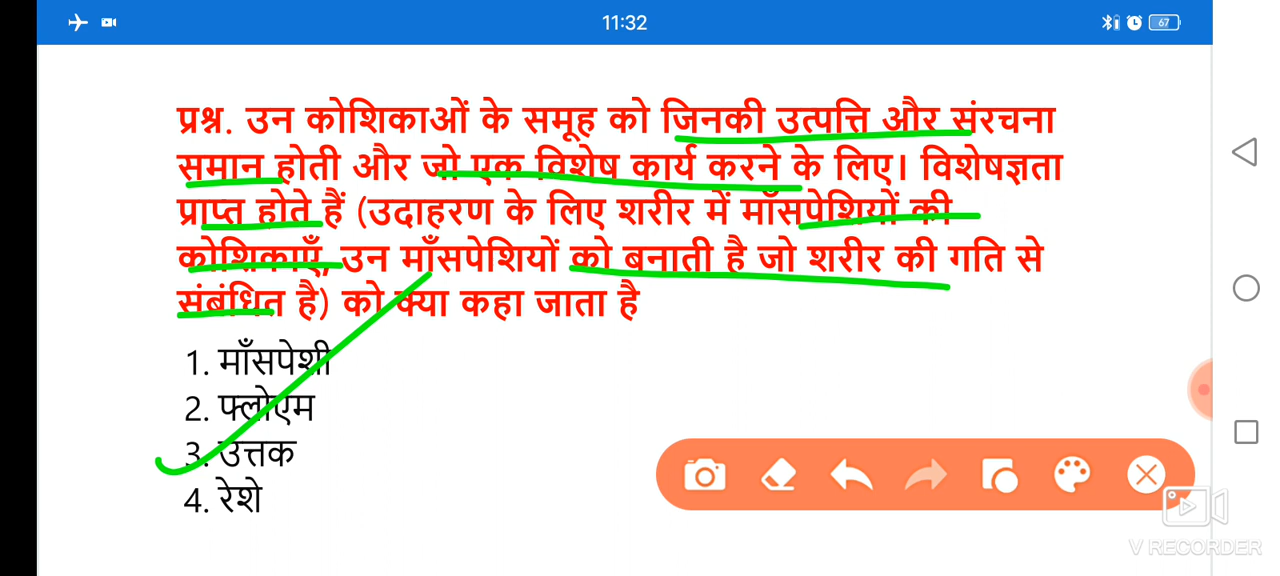 11:32
67
प्रश्न. उन कोशिकाओं के समूह को जिनकी उत्पत्ति और संरचना
समान होती और जो एक विशेष कार्य करने के लिए। विशेषज्ञता
प्राप्त होते हैं (उदाहरण के लिए शरीर में माँसपेशियों की
कोशिकाएँ, उन माँसपेशियों को बनाती है जो शरीर की गति से
संबंधित है) को क्या कहा जाता है
1. माँसपेशी
2. फ्लोएम
3. उत्तक
4. रेशे
V RECORDER